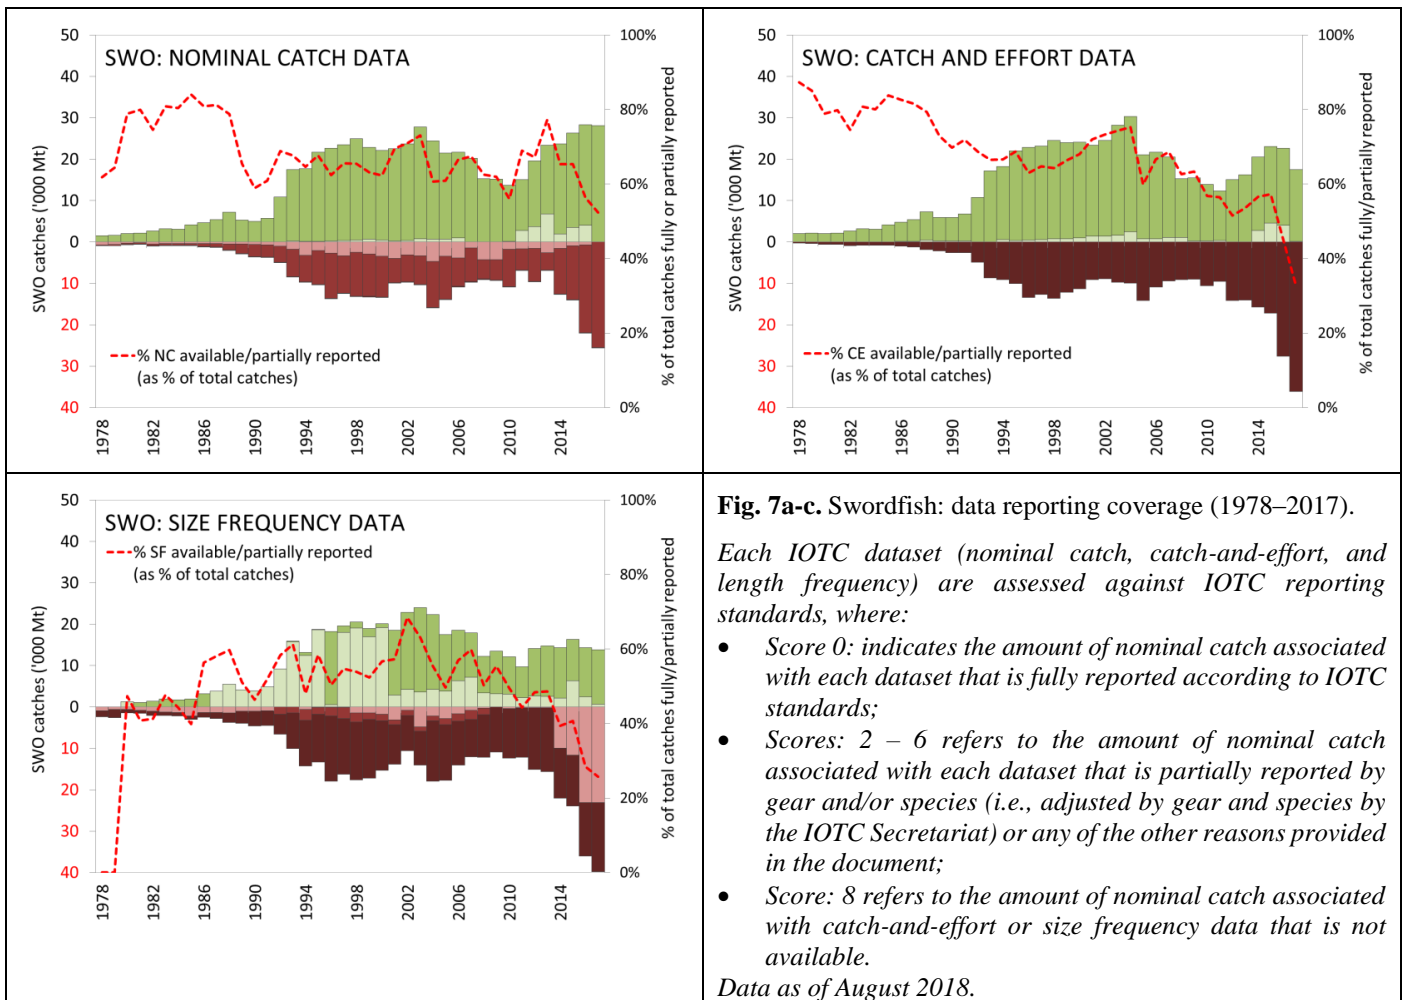 SWO: NOMINAL CATCH DATA
SWO catches ('000 Mt)
50
40
30
20
10
0
10
20
30
40
100%
80%
60%
40%
20%
0%
% of total catches fully or partially reported
% NC available/partially reported
(as % of total catches)
1978
1982
1986
1990
1994
1998
2002
2006
2010
2014
SWO: CATCH AND EFFORT DATA
SWO catches ('000 Mt)
50
40
30
20
10
0
10
20
30
40
100%
80%
60%
40%
20%
0%
% of total catches fully/partially reported
% CE available/partially reported
(as % of total catches)
1978
1982
1986
1990
1994
1998
2002
2006
2010
2014
SWO: SIZE FREQUENCY DATA
% SF available/partially reported
(as % of total catches)
SWO catches ('000 Mt)
50
40
30
20
10
0
10
20
30
40
100%
80%
60%
40%
20%
0%
% of total catches fully/partially reported
1978
1982
1986
1990
1994
1998
2002
2006
2010
2014
Fig. 7a-c. Swordfish: data reporting coverage (1978–2017).
Each IOTC dataset (nominal catch, catch-and-effort, and
length frequency) are assessed against IOTC reporting
standards, where:
• Score 0: indicates the amount of nominal catch associated
with each dataset that is fully reported according to IOTC
standards;
• Scores: 2 – 6 refers to the amount of nominal catch
associated with each dataset that is partially reported by
gear and/or species (i.e., adjusted by gear and species by
the IOTC Secretariat) or any of the other reasons provided
in the document;
• Score: 8 refers to the amount of nominal catch associated
with catch-and-effort or size frequency data that is not
available.
Data as of August 2018.